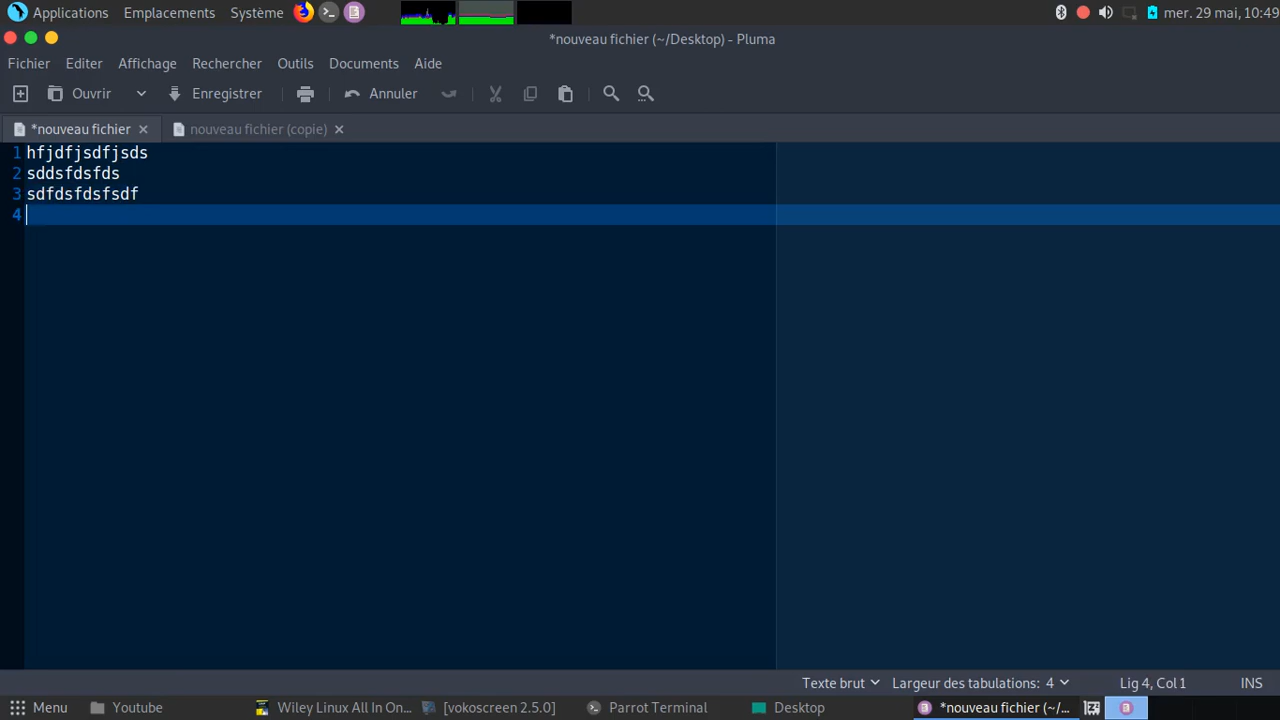 Applications Emplacements Système mer. 29 mai, 10:49
*nouveau fichier (~/Desktop) - Pluma
Fichier Editer Affichage Rechercher Outils Documents Aide
Ouvrir Enregistrer Annuler
*nouveau fichier nouveau fichier (copie)
1 hfjdfjsdfjsds
2 sddsfdsfds
3 sdfdsfdsfsdf
4
Texte brut Largeur des tabulations: 4 Lig 4, Col 1 INS
Menu Youtube Wiley Linux All In On... [vokoscreen 2.5.0] Parrot Terminal Desktop *nouveau fichier (~/...